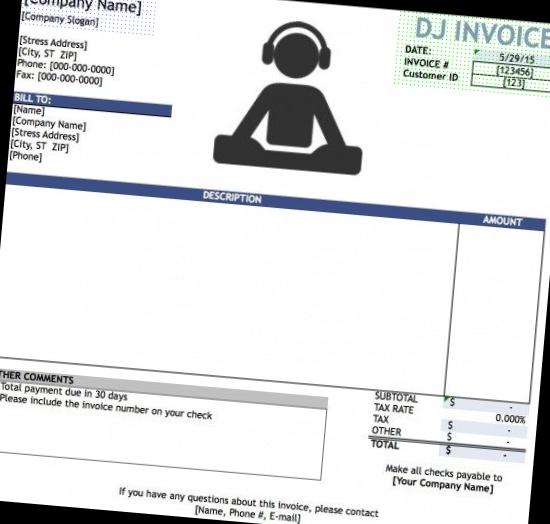 [Company Name]
[Company Slogan]
[Stress Address]
[City, ST ZIP]
Phone: [000-000-0000]
Fax: [000-000-0000]
DJ INVOICE
DATE: 5/29/15
INVOICE # [123456]
Customer ID [123]
BILL TO:
[Name]
[Company Name]
[Stress Address]
[City, ST ZIP]
[Phone]
DESCRIPTION AMOUNT
THER COMMENTS
Total payment due in 30 days
Please include the invoice number on your check
SUBTOTAL $ -
TAX RATE 0.000%
TAX $ -
OTHER $ -
TOTAL $ -
Make all checks payable to
[Your Company Name]
If you have any questions about this invoice, please contact
[Name, Phone #, E-mail]